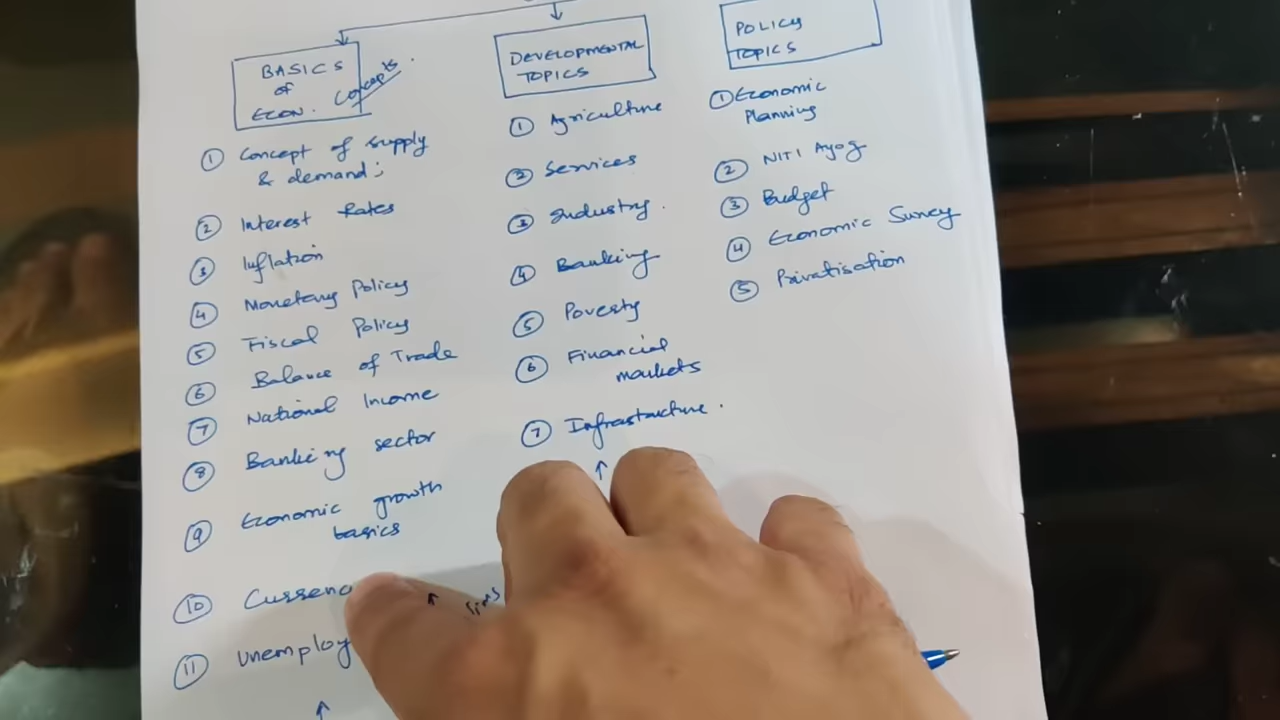 BASICS
of
ECON. Concepts.
① Concept of supply
& demand;
② Interest Rates
③ Inflation
④ Monetary Policy
⑤ Fiscal Policy
⑥ Balance of Trade
⑦ National Income
⑧ Banking sector
⑨ Economic growth
basics
⑩ Currenc
⑪ Unemploy
DEVELOPMENTAL
TOPICS
① Agriculture
② Services
③ Industry.
④ Banking
⑤ Poverty
⑥ Financial
markets
⑦ Infrastructure.
POLICY
TOPICS
① Economic
Planning
② NITI Ayog
③ Budget
④ Economic Survey
⑤ Privatisation